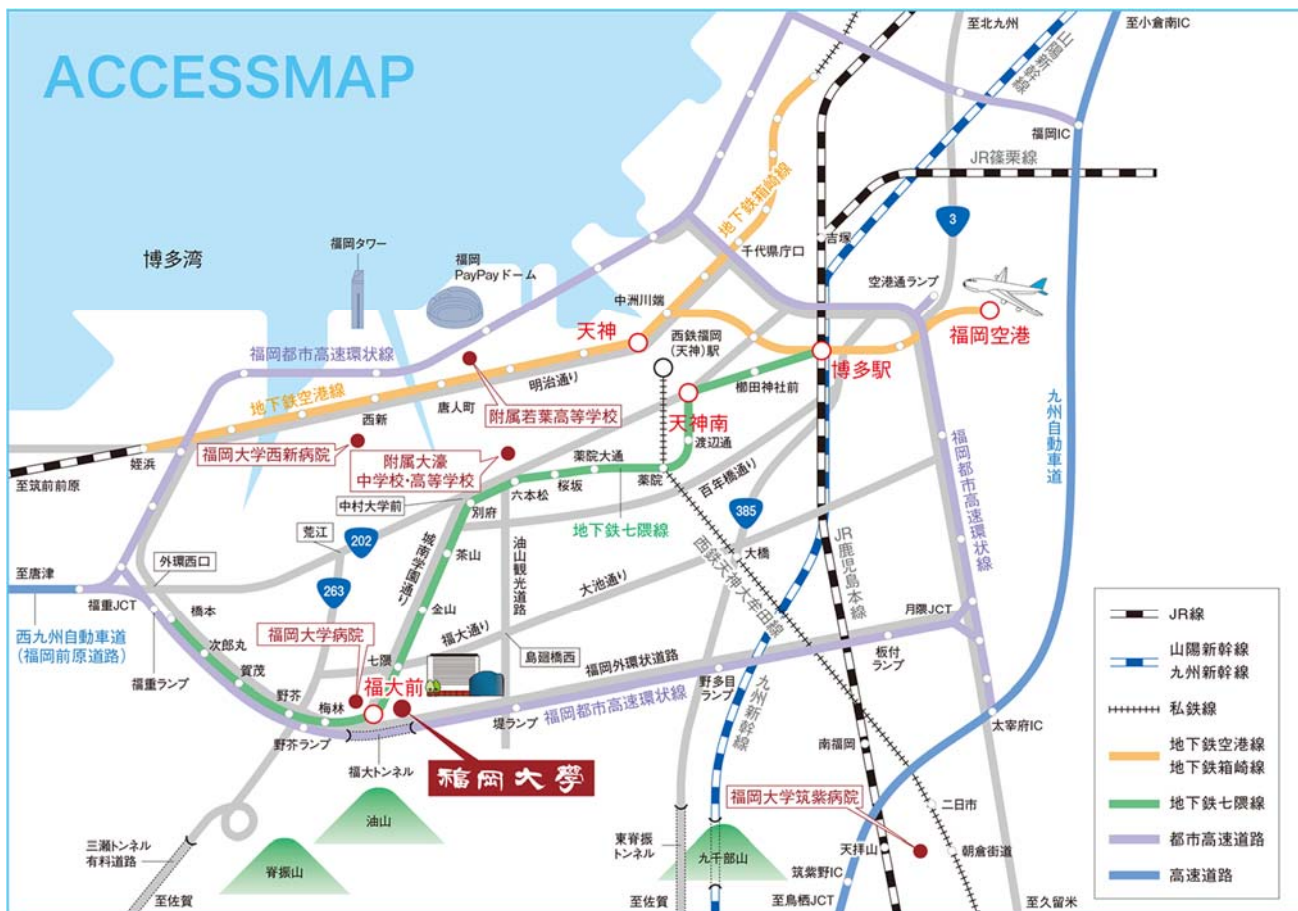 ACCESSMAP
至北九州
山陽新幹線
至小倉南IC
福岡IC
JR篠栗線
地下鉄箱崎線
3
吉塚
千代県庁口
空港通ランプ
福岡タワー
福岡
PayPayドーム
博多湾
中洲川端
天神
西鉄福岡
(天神)駅
福岡空港
博多駅
櫛田神社前
福岡都市高速環状線
地下鉄空港線
明治通り
唐人町
西新
附属若葉高等学校
天神南
渡辺通
九州自動車道
姪浜
至筑前前原
福岡大学西新病院
附属大濠
中学校・高等学校
薬院大通
薬院
桜坂
六本松
百年橋通り
福岡都市高速環状線
中村大学前
別府
地下鉄七隈線
385
荒江
202
城南学園通り
茶山
油山観光道路
大橋
西鉄天神大牟田線
JR鹿児島本線
外環西口
263
大池通り
至唐津
福重JCT
橋本
金山
月隈JCT
西九州自動車道
(福岡前原道路)
次郎丸
福岡大学病院
福大通り
島廻橋西
板付
ランプ
賀茂
七隈
福岡外環状道路
福重ランプ
野芥
福大前
野多目
ランプ
九州新幹線
梅林
堤ランプ
福岡都市高速環状線
太宰府IC
野芥ランプ
南福岡
福大トンネル
福岡大學
福岡大学筑紫病院
二日市
油山
三瀬トンネル
有料道路
脊振山
東脊振
トンネル
九千部山
天拝山
朝倉街道
筑紫野IC
至佐賀
至佐賀
至鳥栖JCT
至久留米
JR線
山陽新幹線
九州新幹線
私鉄線
地下鉄空港線
地下鉄箱崎線
地下鉄七隈線
都市高速道路
高速道路